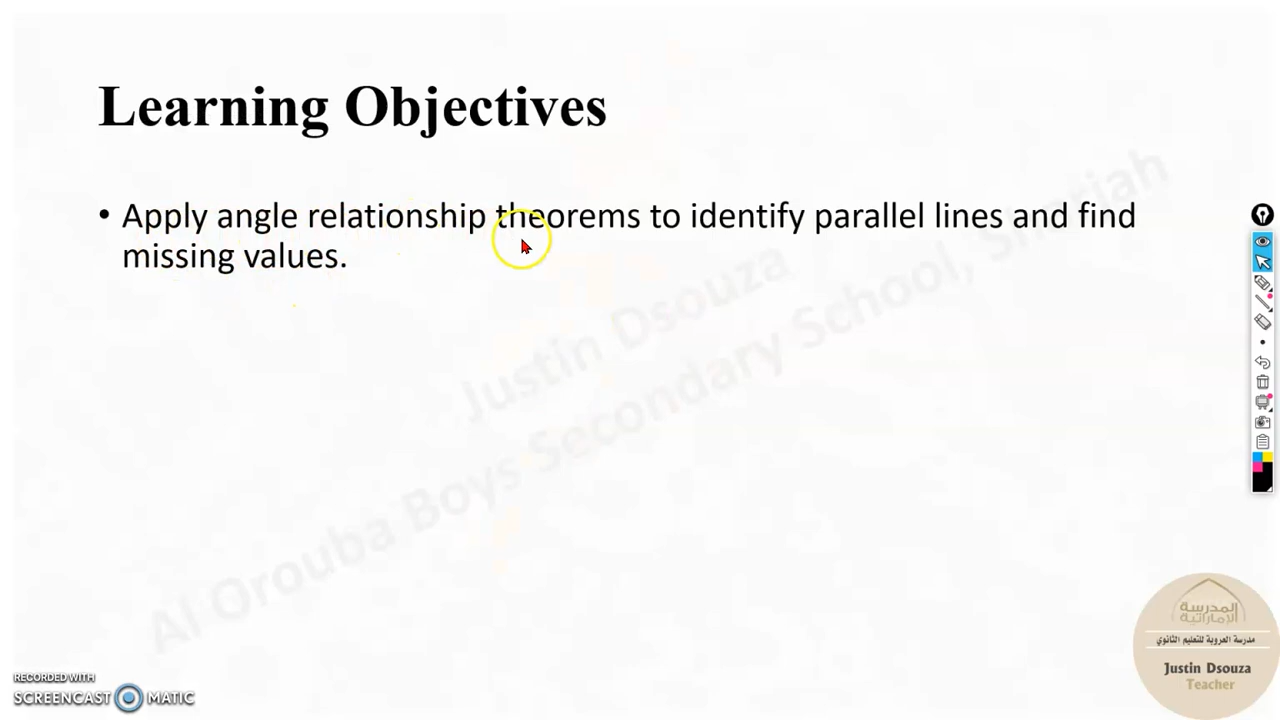 Learning Objectives
• Apply angle relationship theorems to identify parallel lines and find
missing values.
Justin Dsouza
Al Orouba Boys Secondary School, Sharjah
المدرسة
الإماراتية
مدرسة العروبة للتعليم الثانوي
Justin Dsouza
Teacher
RECORDED WITH
SCREENCAST MATIC